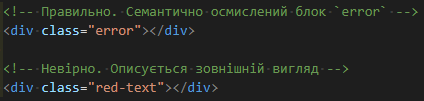 <!-- Правильно. Семантично осмислений блок `error` -->
<div class="error"></div>
<!-- Невірно. Описується зовнішній вигляд -->
<div class="red-text"></div>